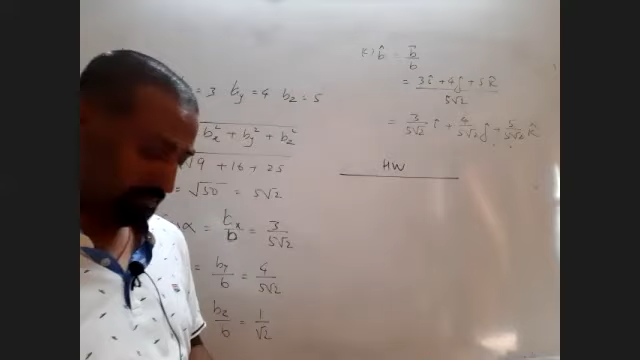 = 3 by = 4 bz = 5
bx² + by² + bz²
√9 + 16 + 25
= √50 = 5√2
α = bx/b = 3/5√2
= by/b = 4/5√2
bz/b = 1/√2
b̂ = b⃗/b
= 3î + 4ĵ + 5k̂/5√2
= 3/5√2 î + 4/5√2 ĵ + 5/5√2 k̂
HW